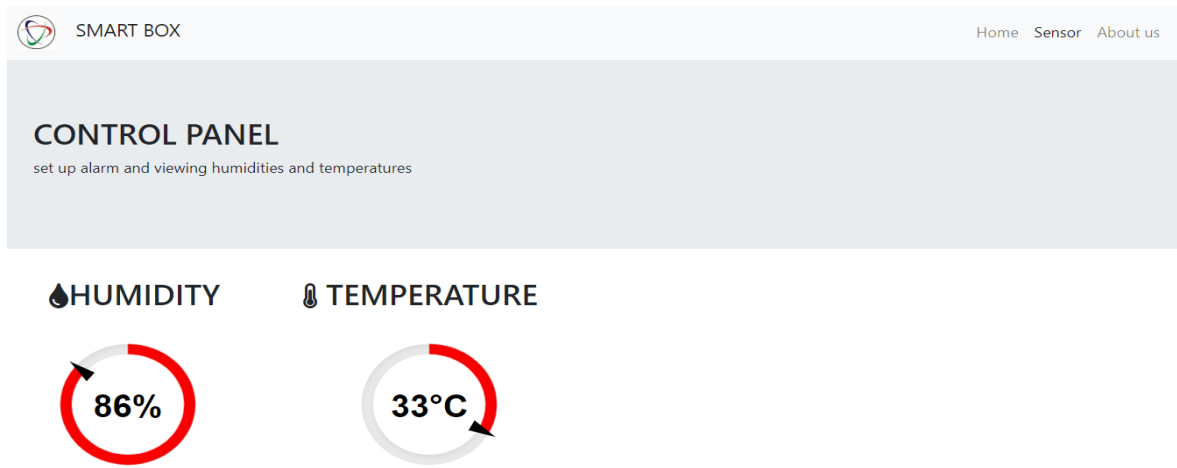 SMART BOX
Home Sensor About us
CONTROL PANEL
set up alarm and viewing humidities and temperatures
HUMIDITY
TEMPERATURE
86%
33°C